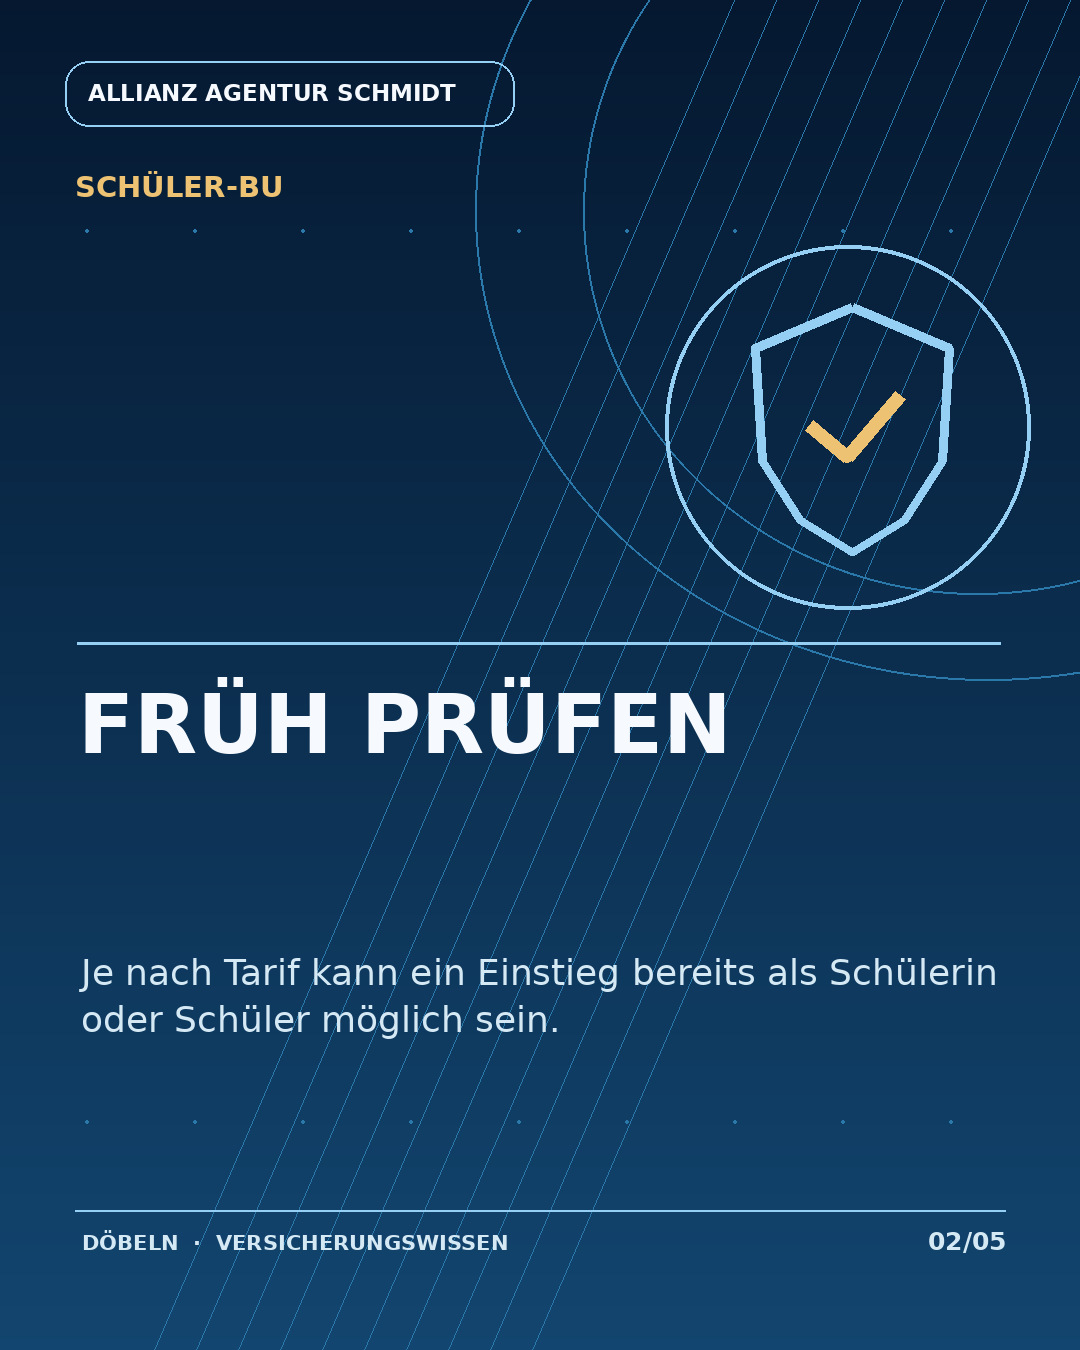 ALLIANZ AGENTUR SCHMIDT
SCHÜLER-BU
FRÜH PRÜFEN
Je nach Tarif kann ein Einstieg bereits als Schülerin
oder Schüler möglich sein.
DÖBELN · VERSICHERUNGSWISSEN
02/05